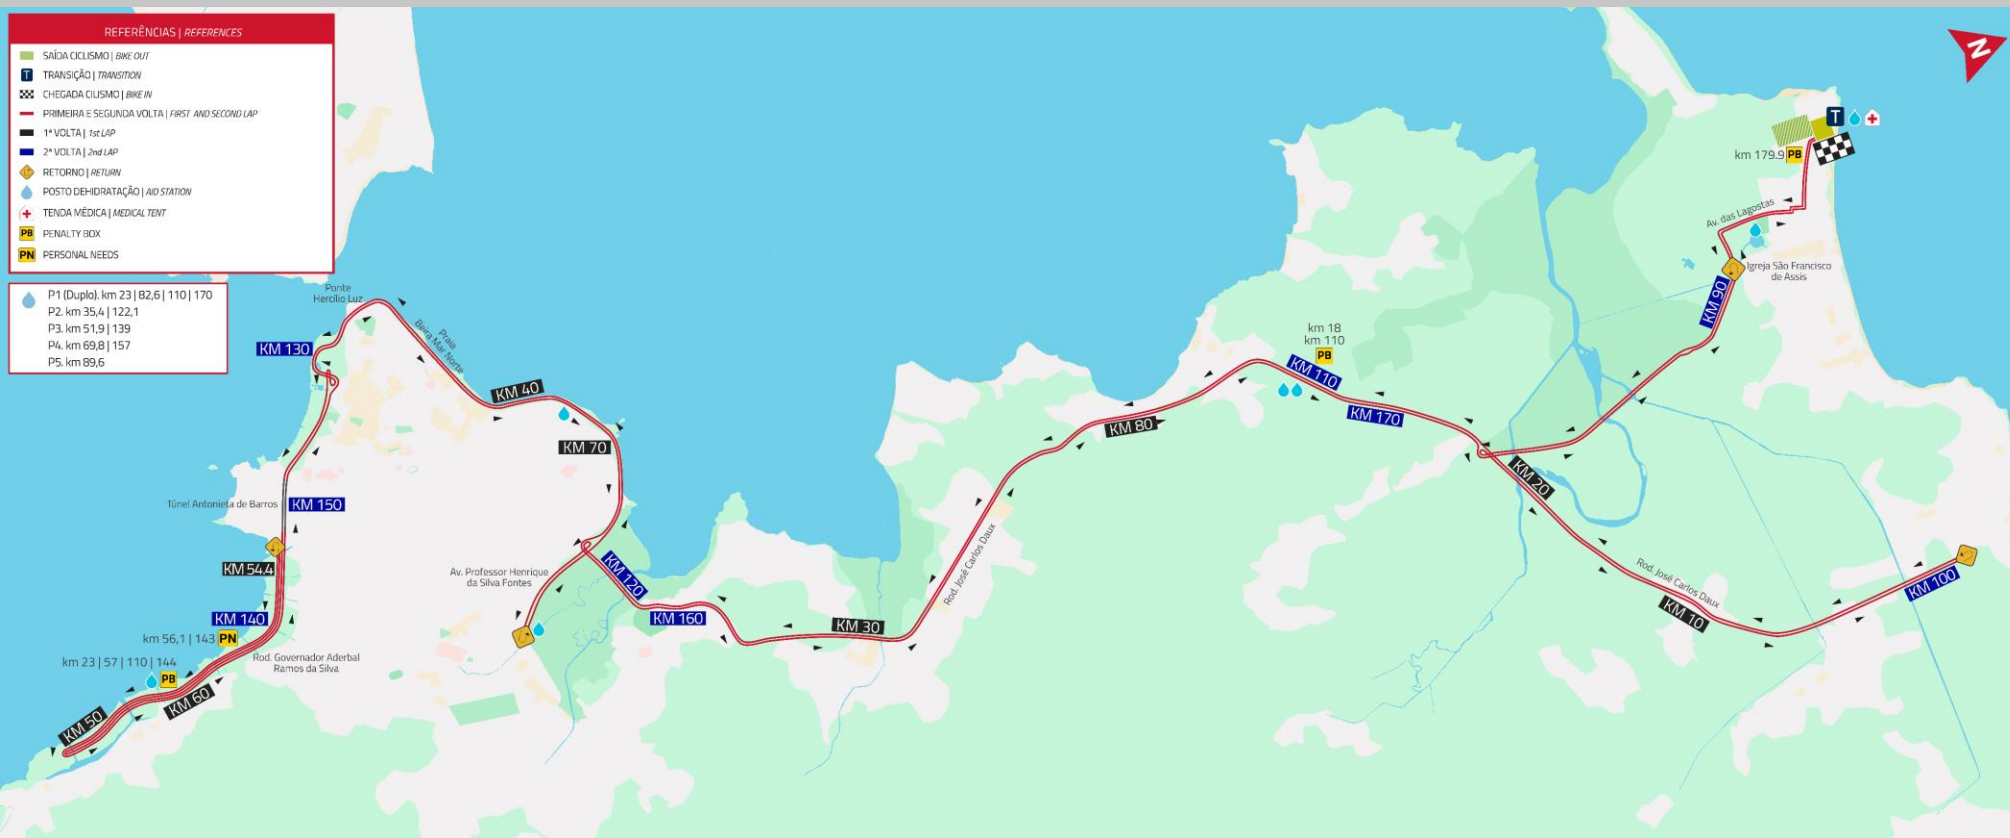 REFERÊNCIAS | REFERENCES
SAÍDA CICLISMO | BIKE OUT
T TRANSIÇÃO | TRANSITION
CHEGADA CILISMO | BIKE IN
PRIMEIRA E SEGUNDA VOLTA | FIRST AND SECOND LAP
1ª VOLTA | 1st LAP
2ª VOLTA | 2nd LAP
RETORNO | RETURN
POSTO DEHIDRATAÇÃO | AID STATION
TENDA MÉDICA | MEDICAL TENT
PB PENALTY BOX
PN PERSONAL NEEDS
P1 (Duplo). km 23 | 82,6 | 110 | 170
P2. km 35,4 | 122,1
P3. km 51,9 | 139
P4. km 69,8 | 157
P5. km 89,6
N
T
km 179.9 PB
Av. das Lagostas
Igreja São Francisco
de Assis
KM 90
Ponte
Hercílio Luz
KM 130
Praia
Beira Mar Norte
KM 40
KM 70
km 18
km 110
PB
KM 110
KM 170
KM 80
KM 20
Túnel Antonieta de Barros
KM 150
KM 54.4
Av. Professor Henrique
da Silva Fontes
KM 120
KM 160
KM 30
Rod. José Carlos Daux
Rod. José Carlos Daux
KM 10
KM 100
KM 140
km 56,1 | 143 PN
Rod. Governador Aderbal
Ramos da Silva
km 23 | 57 | 110 | 144
PB
KM 60
KM 50